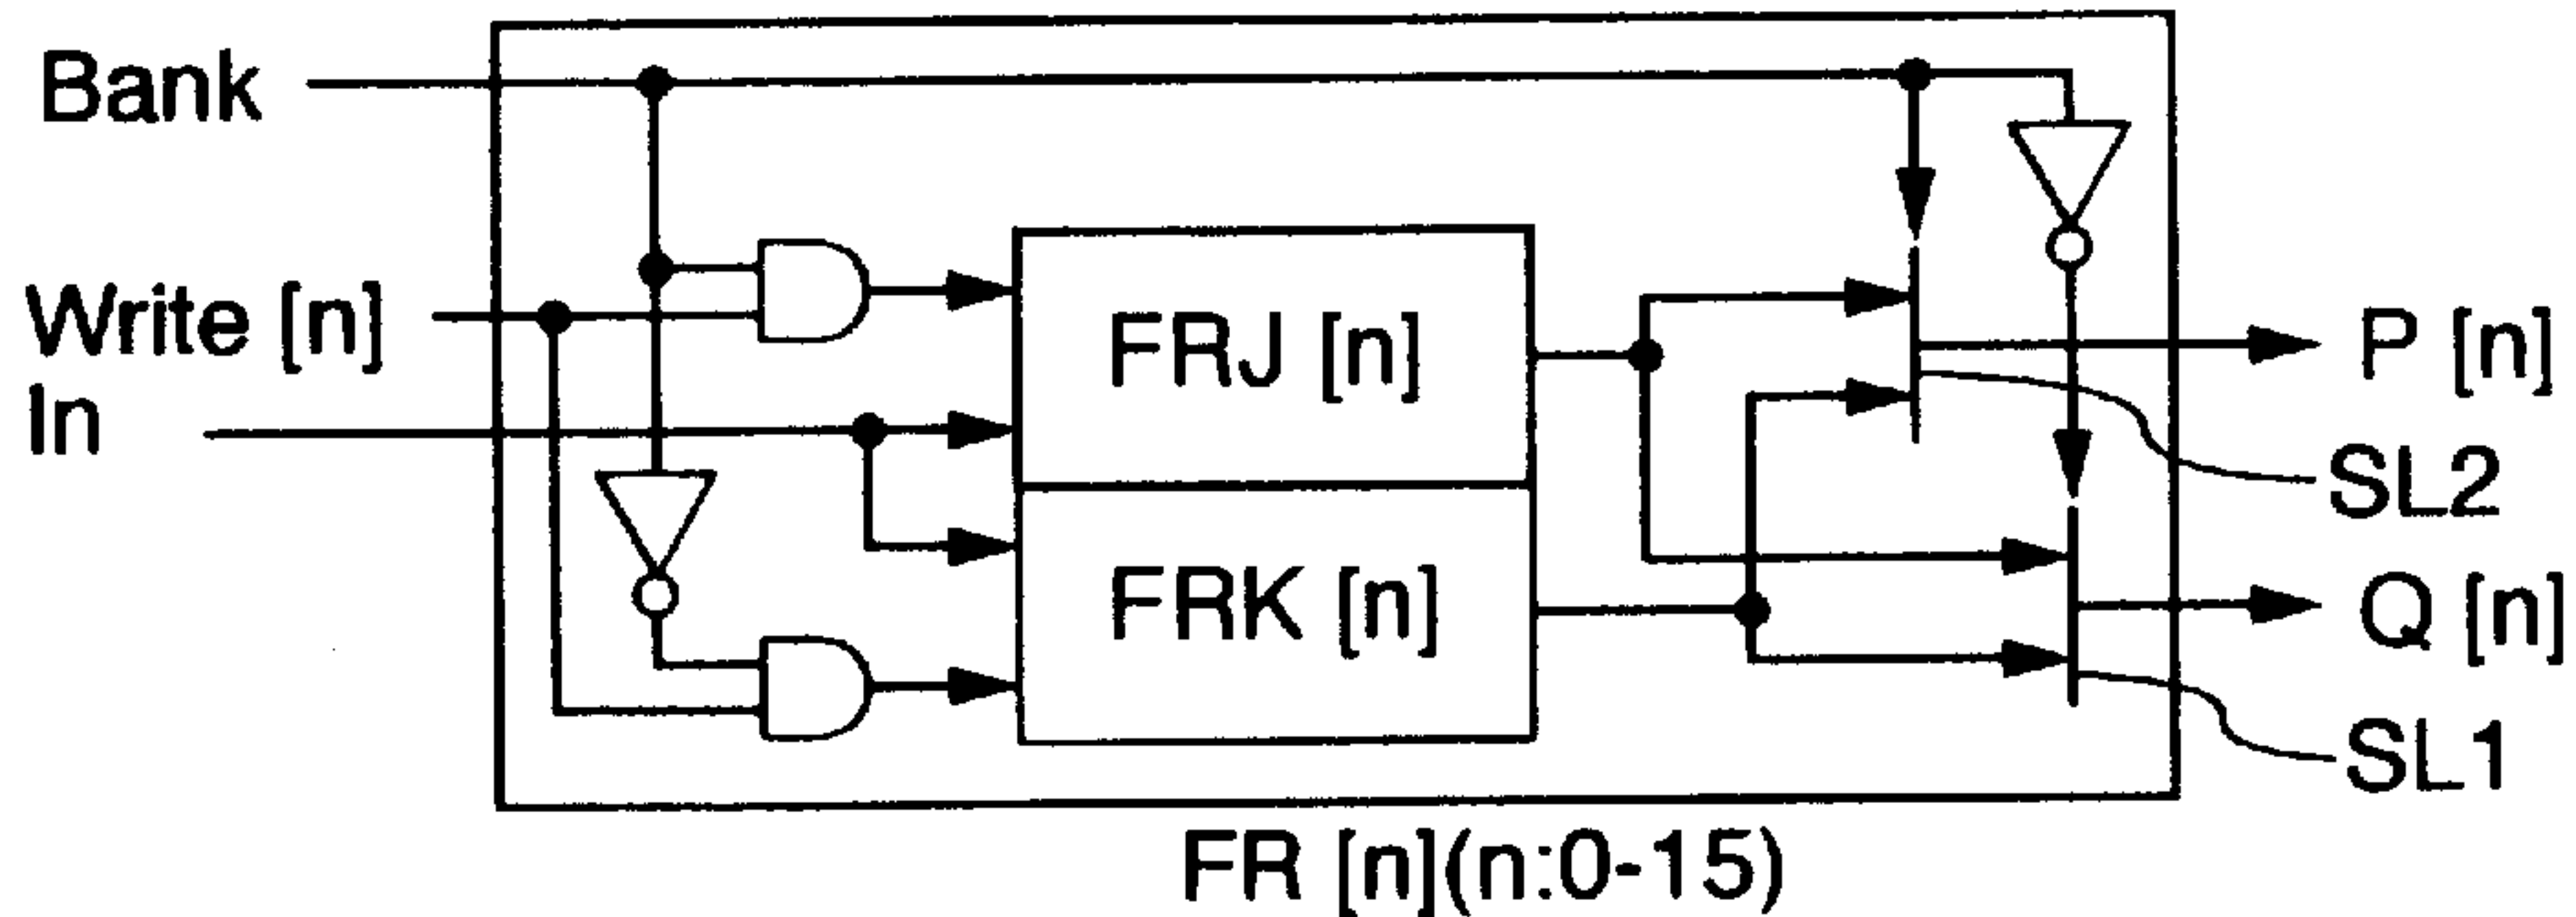 Bank
Write [n]
In
FRJ [n]
FRK [n]
P [n]
SL2
Q [n]
SL1
FR [n](n:0-15)